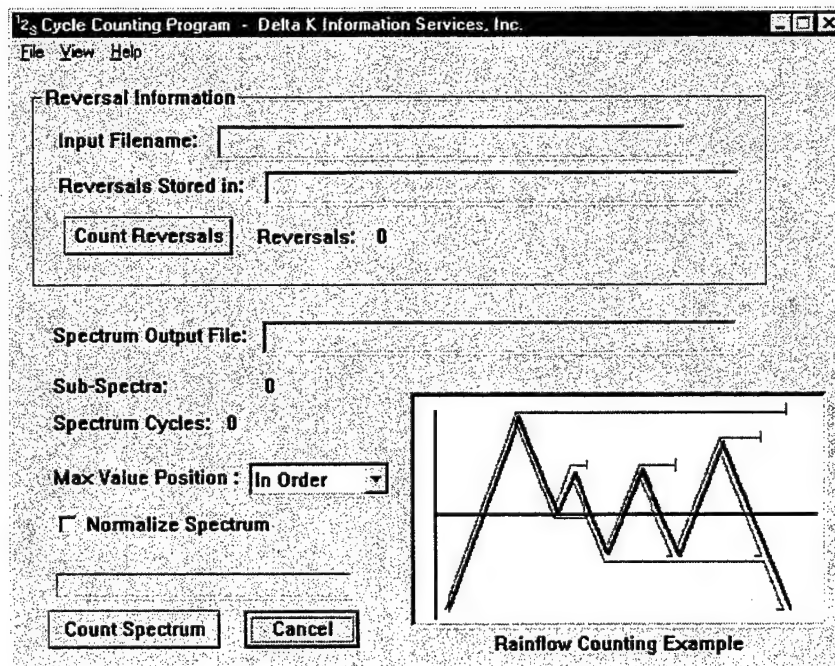 123 Cycle Counting Program - Delta K Information Services, Inc.
File View Help
Reversal Information
Input Filename:
Reversals Stored in:
Count Reversals Reversals: 0
Spectrum Output File:
Sub-Spectra: 0
Spectrum Cycles: 0
Max Value Position : In Order
Normalize Spectrum
Count Spectrum Cancel
Rainflow Counting Example